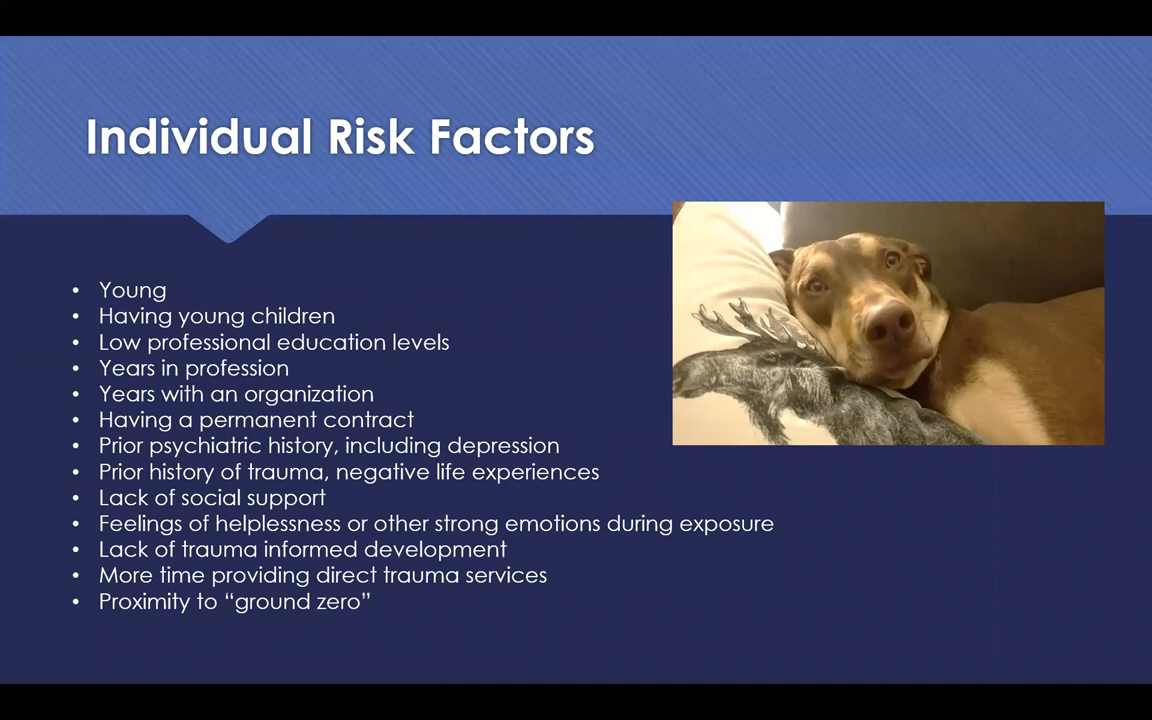 Individual Risk Factors
• Young
• Having young children
• Low professional education levels
• Years in profession
• Years with an organization
• Having a permanent contract
• Prior psychiatric history, including depression
• Prior history of trauma, negative life experiences
• Lack of social support
• Feelings of helplessness or other strong emotions during exposure
• Lack of trauma informed development
• More time providing direct trauma services
• Proximity to “ground zero”